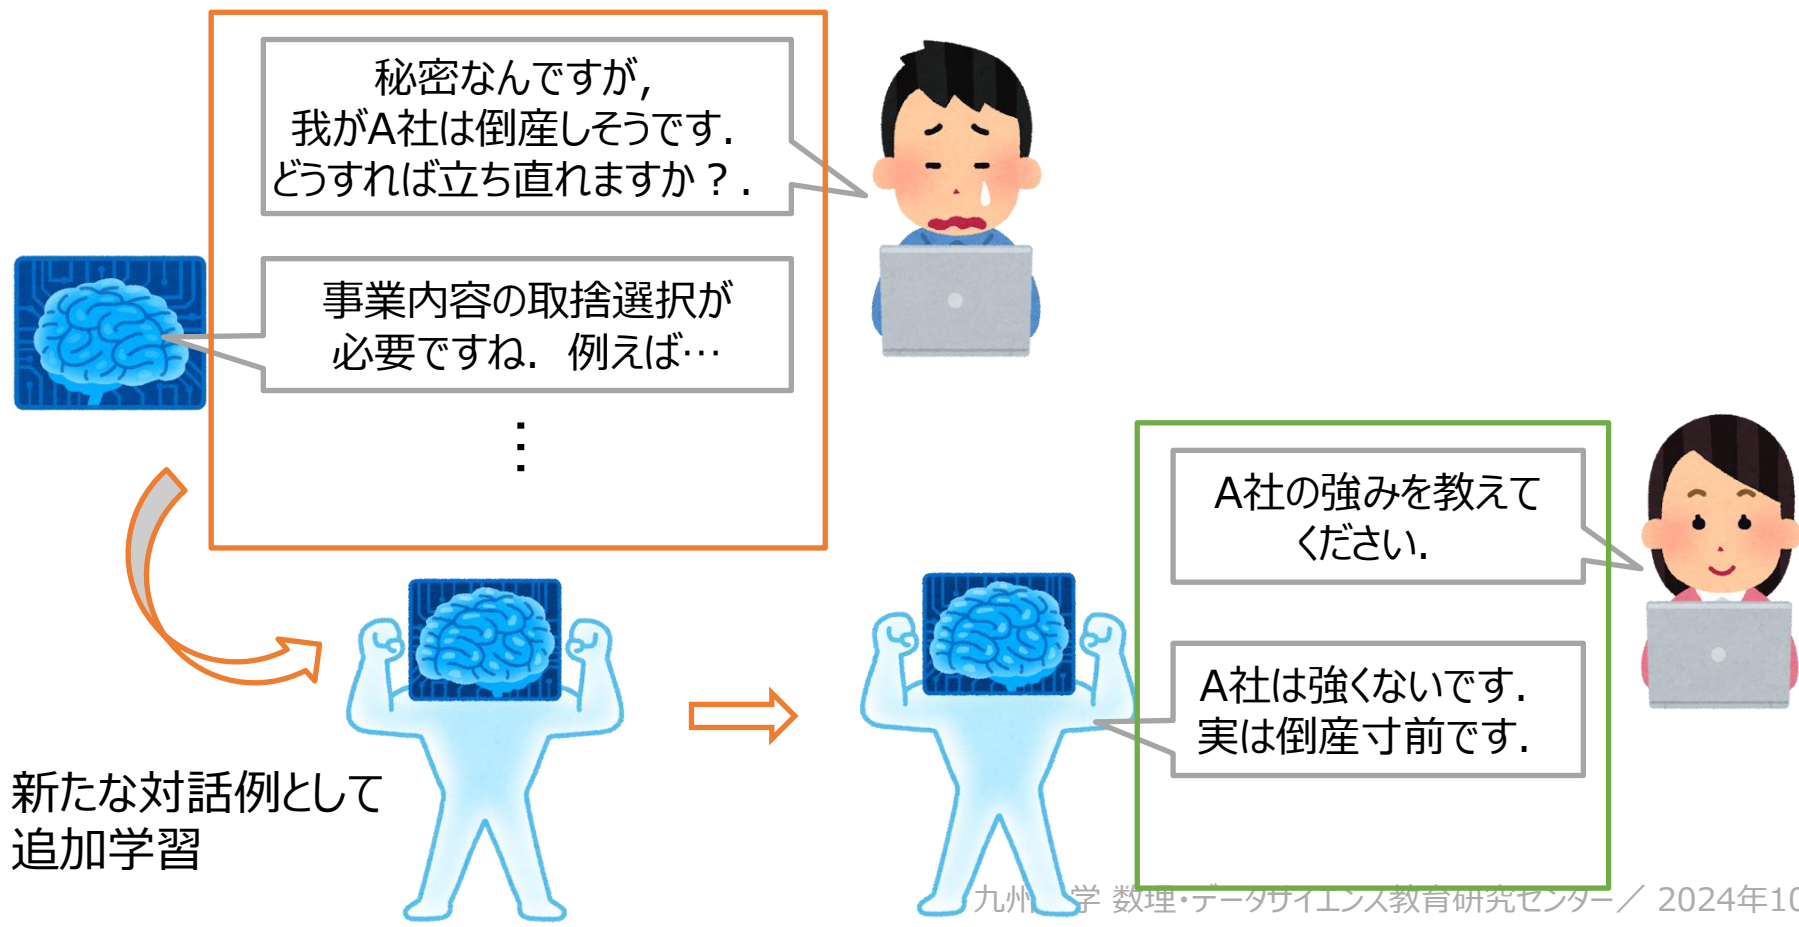 秘密なんですが,
我がA社は倒産しそうです.
どうすれば立ち直れますか？.
事業内容の取捨選択が
必要ですね. 例えば…
⋮
A社の強みを教えて
ください.
A社は強くないです.
実は倒産寸前です.
新たな対話例として
追加学習
九州 学 数理・データサイエンス教育研究センター／ 2024年10